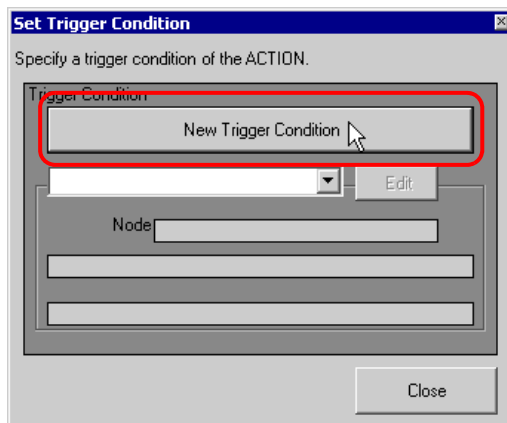 Set Trigger Condition
Specify a trigger condition of the ACTION.
Trigger Condition
New Trigger Condition
Edit
Node
Close